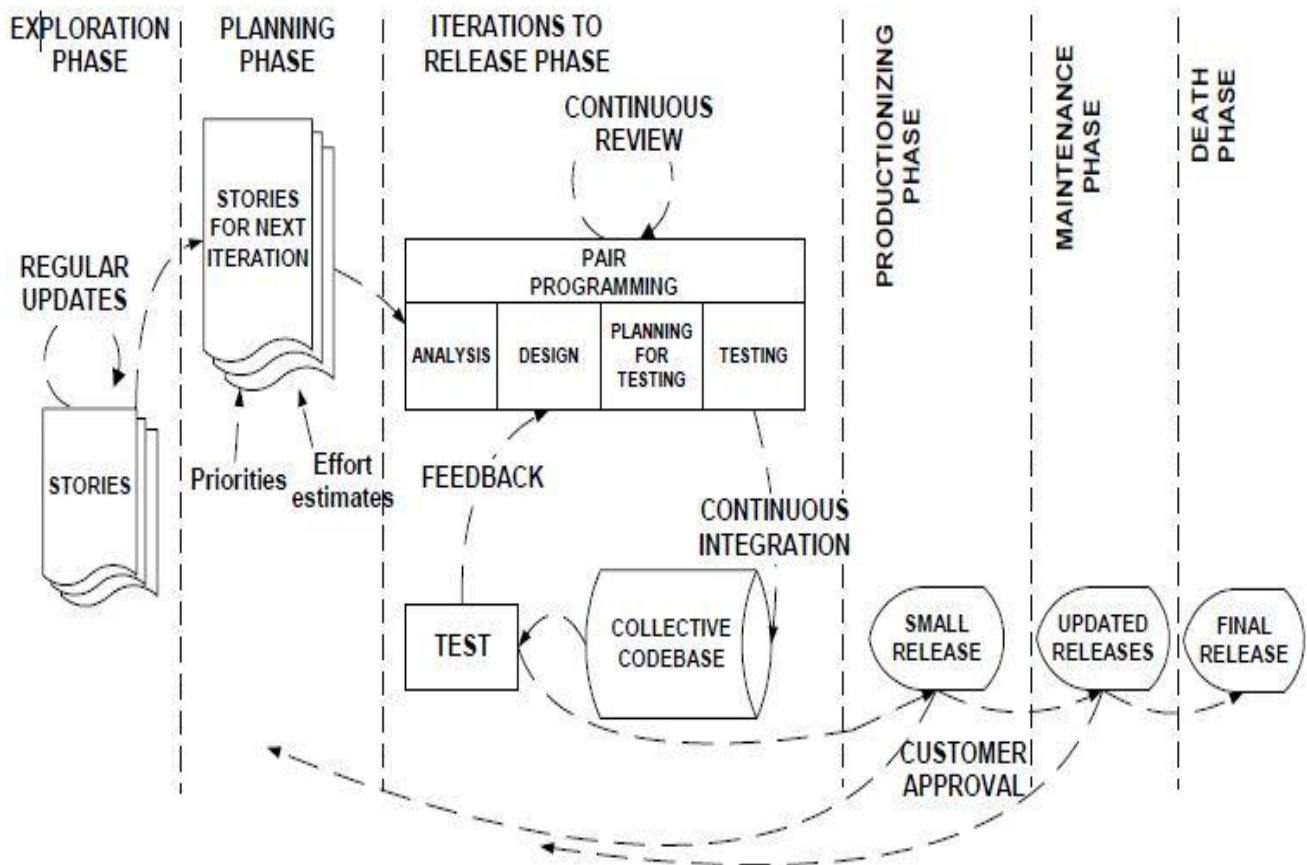 EXPLORATION
PHASE
PLANNING
PHASE
ITERATIONS TO
RELEASE PHASE
PRODUCTIONIZING
PHASE
MAINTENANCE
PHASE
DEATH
PHASE
CONTINUOUS
REVIEW
STORIES
FOR NEXT
ITERATION
REGULAR
UPDATES
PAIR
PROGRAMMING
ANALYSIS
DESIGN
PLANNING
FOR
TESTING
TESTING
STORIES
Priorities
Effort
estimates
FEEDBACK
CONTINUOUS
INTEGRATION
TEST
COLLECTIVE
CODEBASE
SMALL
RELEASE
UPDATED
RELEASES
FINAL
RELEASE
CUSTOMER
APPROVAL